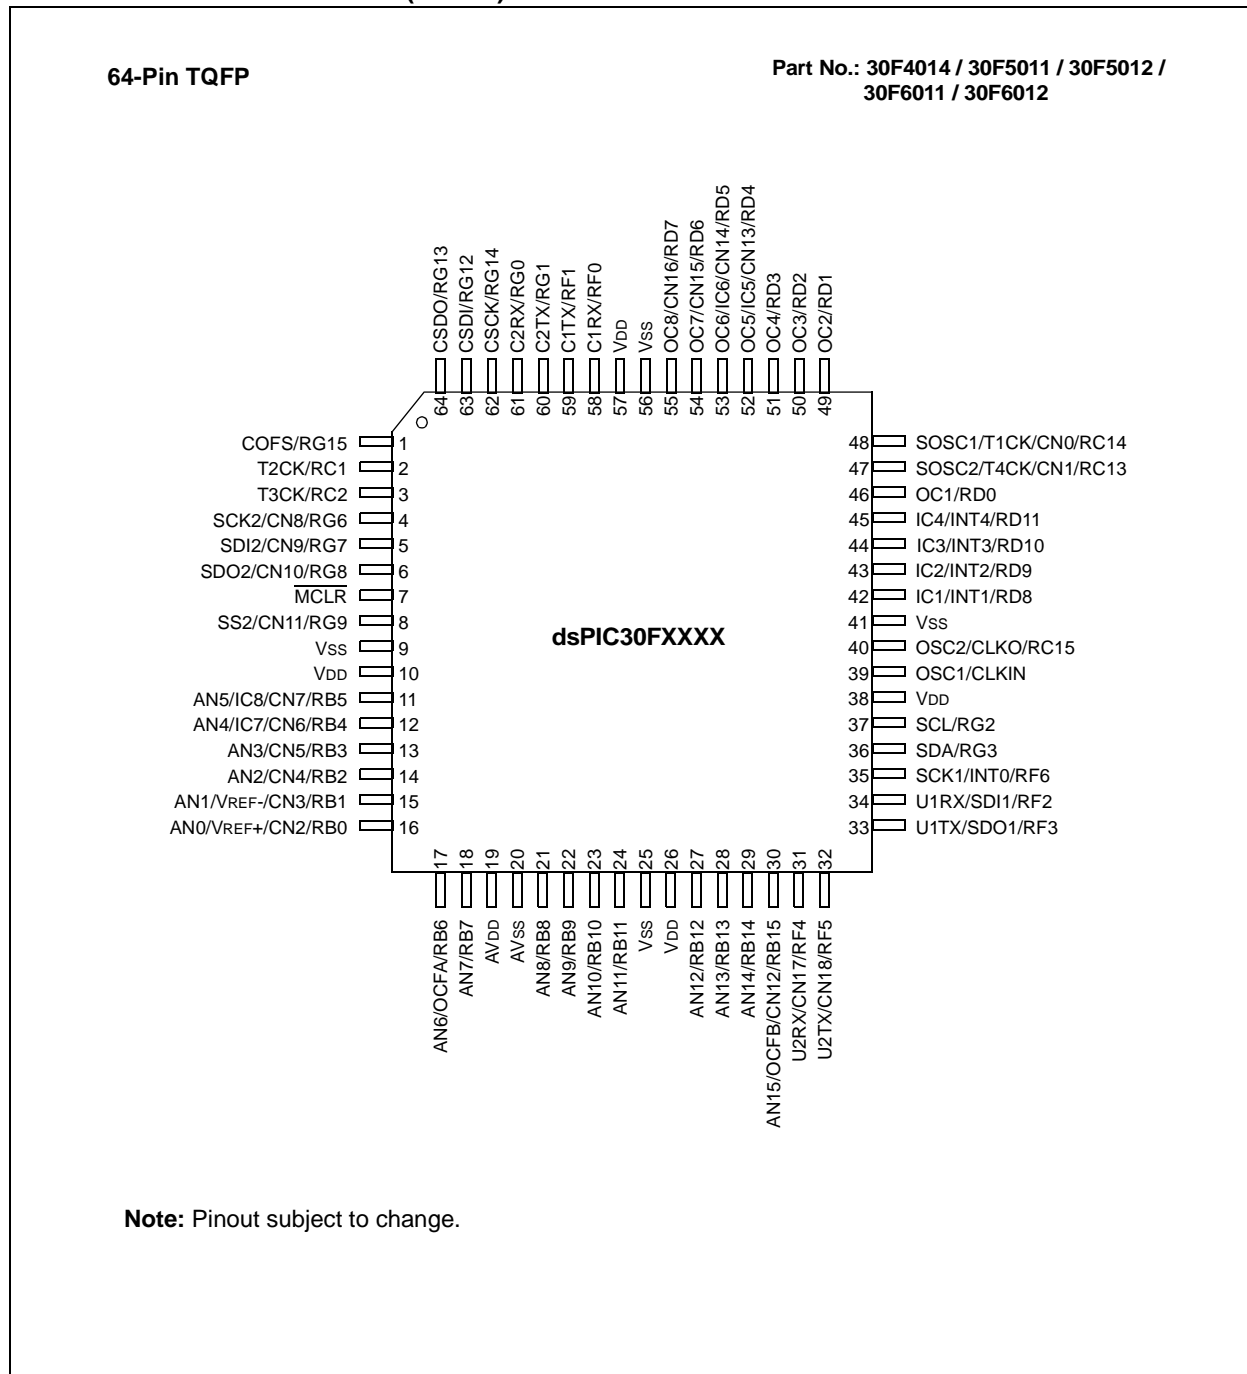 64-Pin TQFP
Part No.: 30F4014 / 30F5011 / 30F5012 /
30F6011 / 30F6012
64 CSDO/RG13
63 CSDI/RG12
62 CSCK/RG14
61 C2RX/RG0
60 C2TX/RG1
59 C1TX/RF1
58 C1RX/RF0
57 VDD
56 VSS
55 OC8/CN16/RD7
54 OC7/CN15/RD6
53 OC6/IC6/CN14/RD5
52 OC5/IC5/CN13/RD4
51 OC4/RD3
50 OC3/RD2
49 OC2/RD1
COFS/RG15 1
T2CK/RC1 2
T3CK/RC2 3
SCK2/CN8/RG6 4
SDI2/CN9/RG7 5
SDO2/CN10/RG8 6
MCLR 7
SS2/CN11/RG9 8
VSS 9
VDD 10
AN5/IC8/CN7/RB5 11
AN4/IC7/CN6/RB4 12
AN3/CN5/RB3 13
AN2/CN4/RB2 14
AN1/VREF-/CN3/RB1 15
AN0/VREF+/CN2/RB0 16
dsPIC30FXXXX
48 SOSC1/T1CK/CN0/RC14
47 SOSC2/T4CK/CN1/RC13
46 OC1/RD0
45 IC4/INT4/RD11
44 IC3/INT3/RD10
43 IC2/INT2/RD9
42 IC1/INT1/RD8
41 VSS
40 OSC2/CLKO/RC15
39 OSC1/CLKIN
38 VDD
37 SCL/RG2
36 SDA/RG3
35 SCK1/INT0/RF6
34 U1RX/SDI1/RF2
33 U1TX/SDO1/RF3
17 AN6/OCFA/RB6
18 AN7/RB7
19 AVDD
20 AVSS
21 AN8/RB8
22 AN9/RB9
23 AN10/RB10
24 AN11/RB11
25 VSS
26 VDD
27 AN12/RB12
28 AN13/RB13
29 AN14/RB14
30 AN15/OCFB/CN12/RB15
31 U2RX/CN17/RF4
32 U2TX/CN18/RF5
Note: Pinout subject to change.